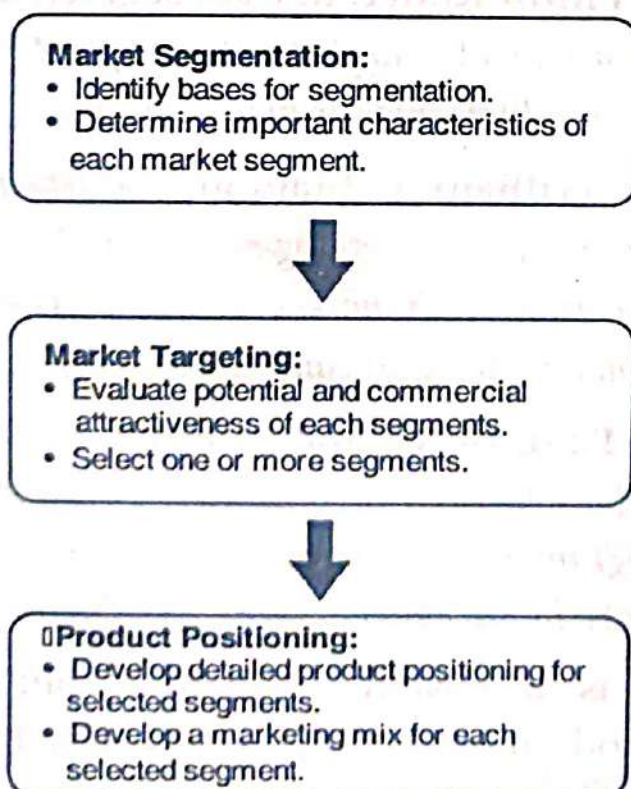 Market Segmentation:
• Identify bases for segmentation.
• Determine important characteristics of
each market segment.
Market Targeting:
• Evaluate potential and commercial
attractiveness of each segments.
• Select one or more segments.
▯Product Positioning:
• Develop detailed product positioning for
selected segments.
• Develop a marketing mix for each
selected segment.